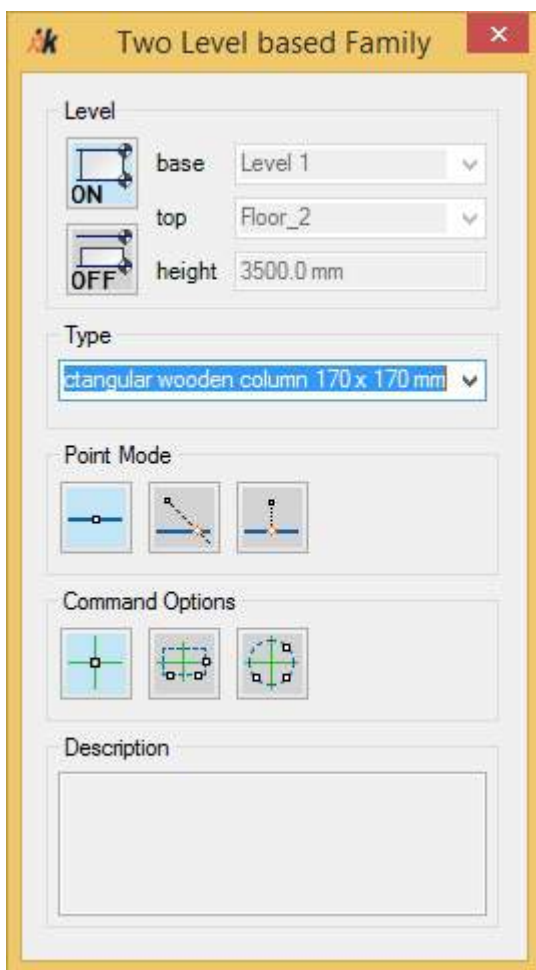 Two Level based Family
Level
ON
base
Level 1
top
Floor_2
OFF
height
3500.0 mm
Type
ctangular wooden column 170 x 170 mm
Point Mode
Command Options
Description